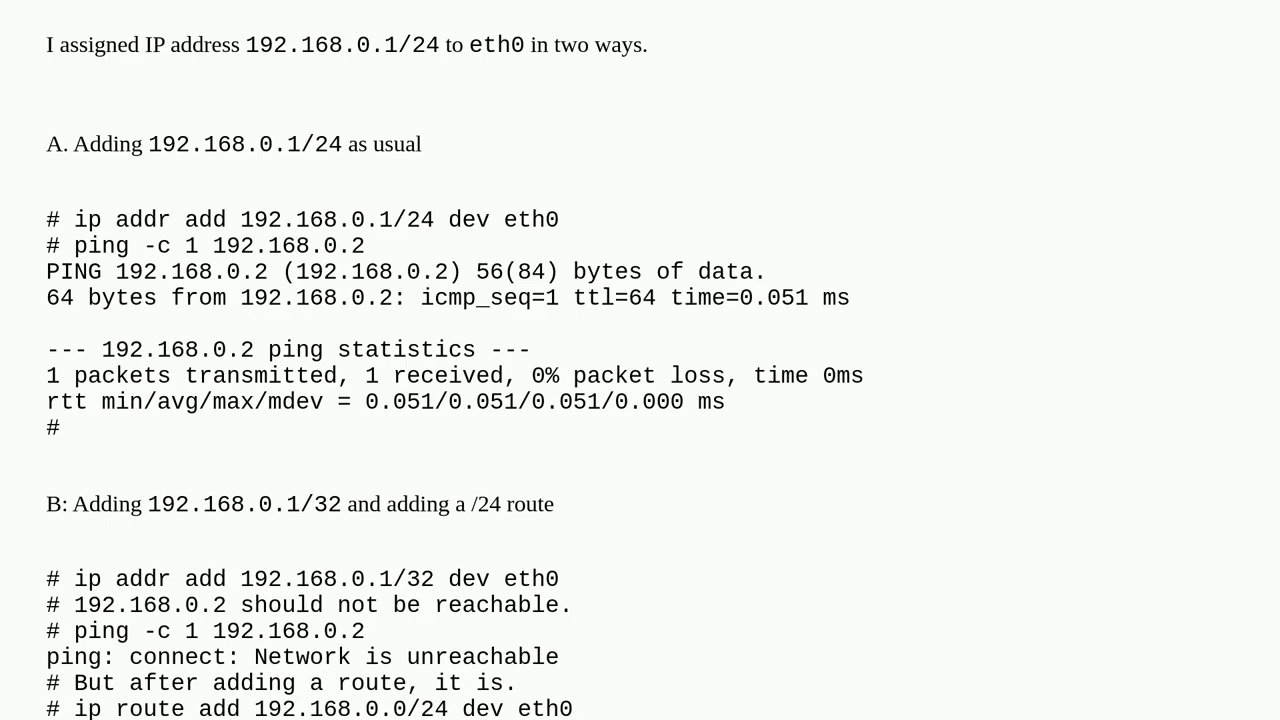 I assigned IP address 192.168.0.1/24 to eth0 in two ways.
A. Adding 192.168.0.1/24 as usual
# ip addr add 192.168.0.1/24 dev eth0
# ping -c 1 192.168.0.2
PING 192.168.0.2 (192.168.0.2) 56(84) bytes of data.
64 bytes from 192.168.0.2: icmp_seq=1 ttl=64 time=0.051 ms
--- 192.168.0.2 ping statistics ---
1 packets transmitted, 1 received, 0% packet loss, time 0ms
rtt min/avg/max/mdev = 0.051/0.051/0.051/0.000 ms
#
B: Adding 192.168.0.1/32 and adding a /24 route
# ip addr add 192.168.0.1/32 dev eth0
# 192.168.0.2 should not be reachable.
# ping -c 1 192.168.0.2
ping: connect: Network is unreachable
# But after adding a route, it is.
# ip route add 192.168.0.0/24 dev eth0